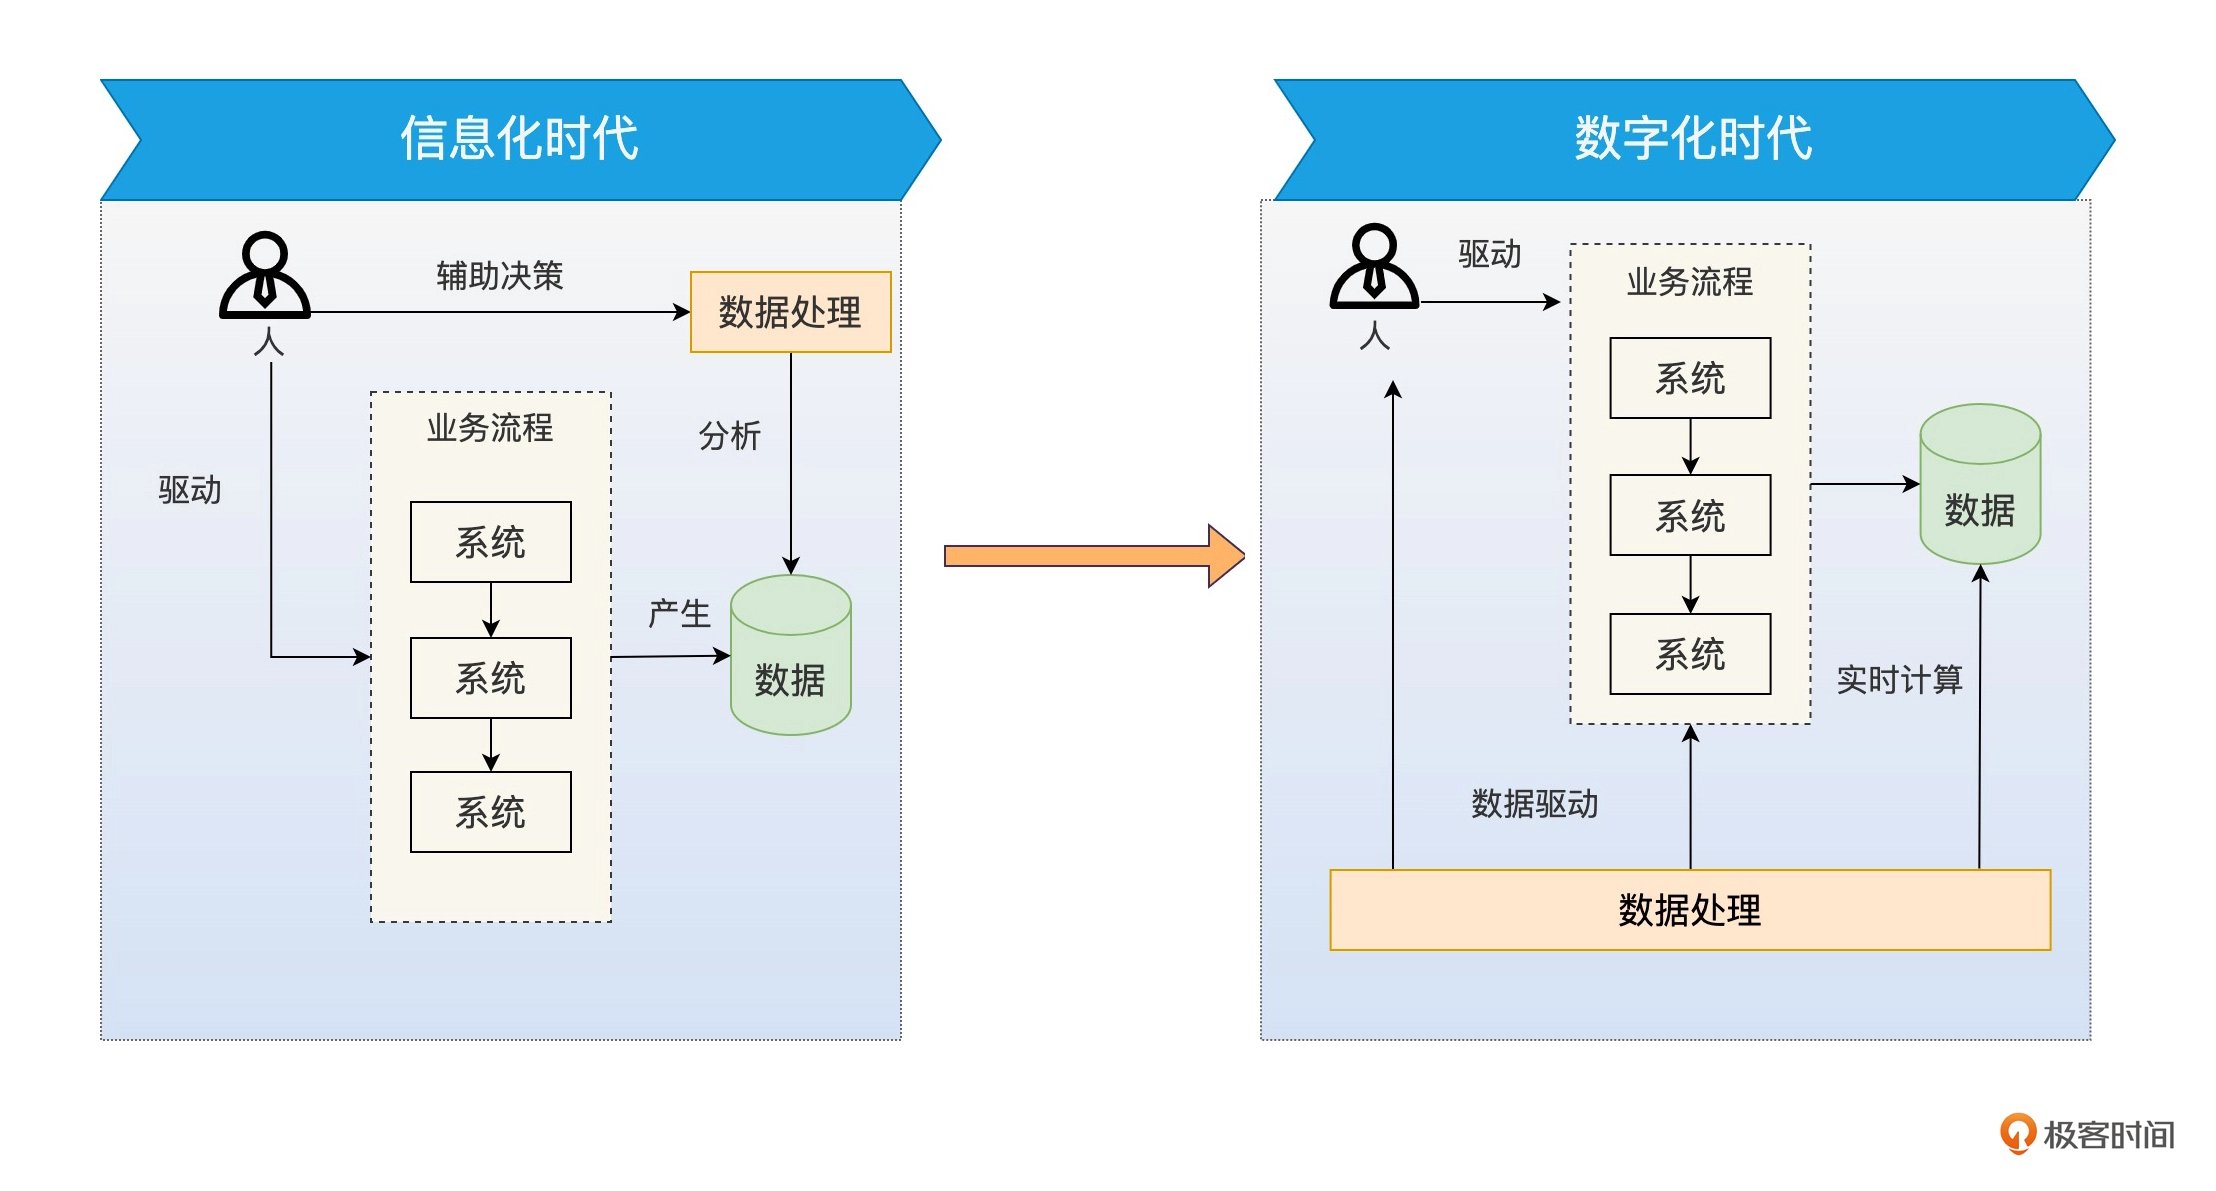 信息化时代
辅助决策
数据处理
人
业务流程
分析
驱动
系统
产生
系统
数据
系统
数字化时代
驱动
业务流程
人
系统
系统
数据
系统
实时计算
数据驱动
数据处理
极客时间